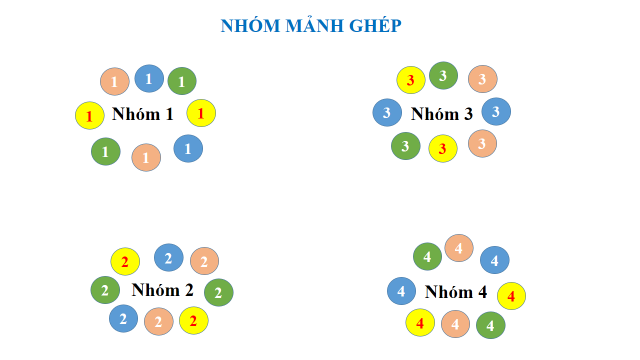 NHÓM MẢNH GHÉP
1 1 1
1 Nhóm 1 1
1 1 1
3 3 3
3 Nhóm 3 3
3 3 3
2 2 2
2 Nhóm 2 2
2 2 2
4 4 4
4 Nhóm 4 4
4 4 4